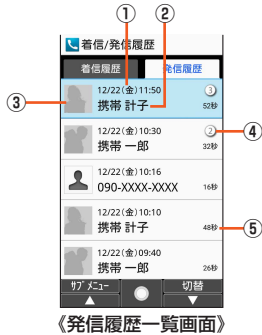 ① ②
着信/発信履歴
着信履歴 発信履歴
③
12/22(金)11:50 ③
携帯 計子 52秒
12/22(金)10:30 ② ④
携帯 一郎 32秒
12/22(金)10:16
090-XXXX-XXXX 16秒
12/22(金)10:10
携帯 計子 48秒 ⑤
12/22(金)09:40
携帯 一郎 26秒
ｻﾌﾞﾒﾆｭｰ 切替
《発信履歴一覧画面》